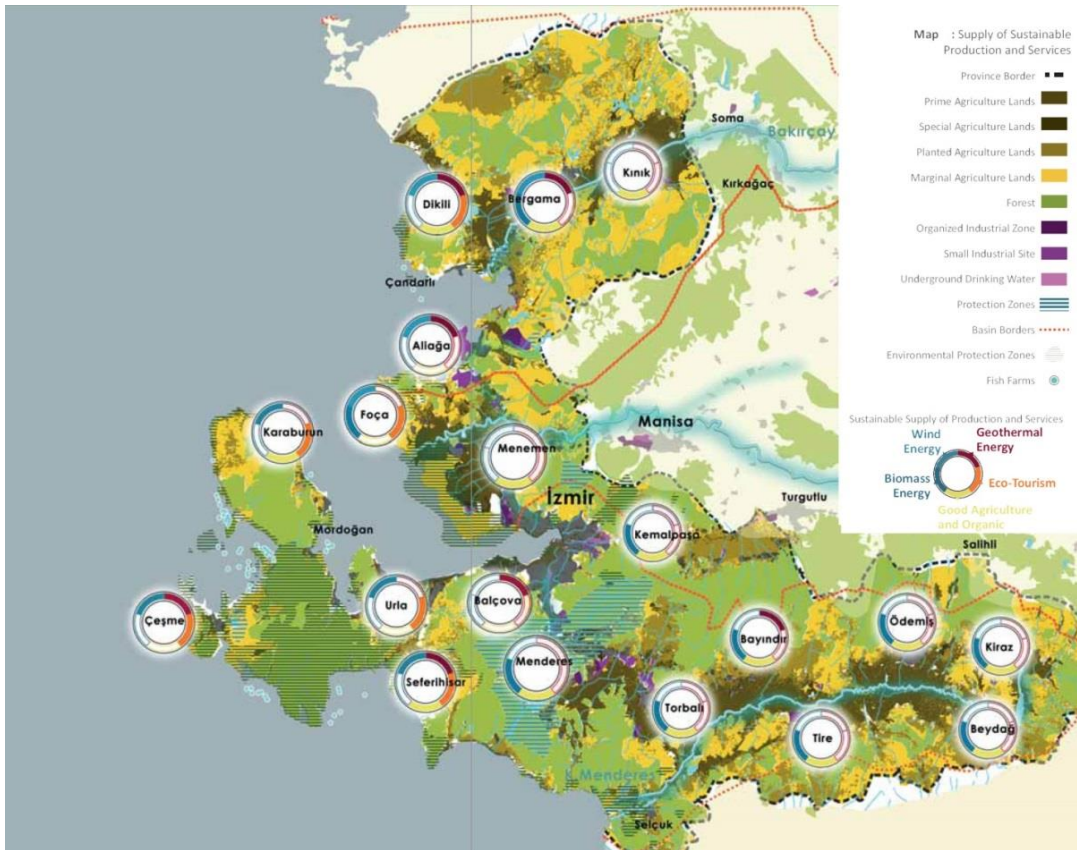 Map : Supply of Sustainable
Production and Services
Province Border
Prime Agriculture Lands
Special Agriculture Lands
Planted Agriculture Lands
Marginal Agriculture Lands
Forest
Organized Industrial Zone
Small Industrial Site
Underground Drinking Water
Protection Zones
Basin Borders
Environmental Protection Zones
Fish Farms
Sustainable Supply of Production and Services
Wind
Energy
Geothermal
Energy
Biomass
Energy
Eco-Tourism
Good Agriculture
and Organic
Soma
Bakırçay
Kınık
Kırkağaç
Dikili
Bergama
Çandarlı
Aliağa
Foça
Karaburun
Menemen
Manisa
İzmir
Turgutlu
Mordoğan
Kemalpaşa
Salihli
Çeşme
Urla
Balçova
Bayındır
Ödemiş
Kiraz
Menderes
Seferihisar
Torbalı
Tire
Beydağ
K.Menderes
Selçuk